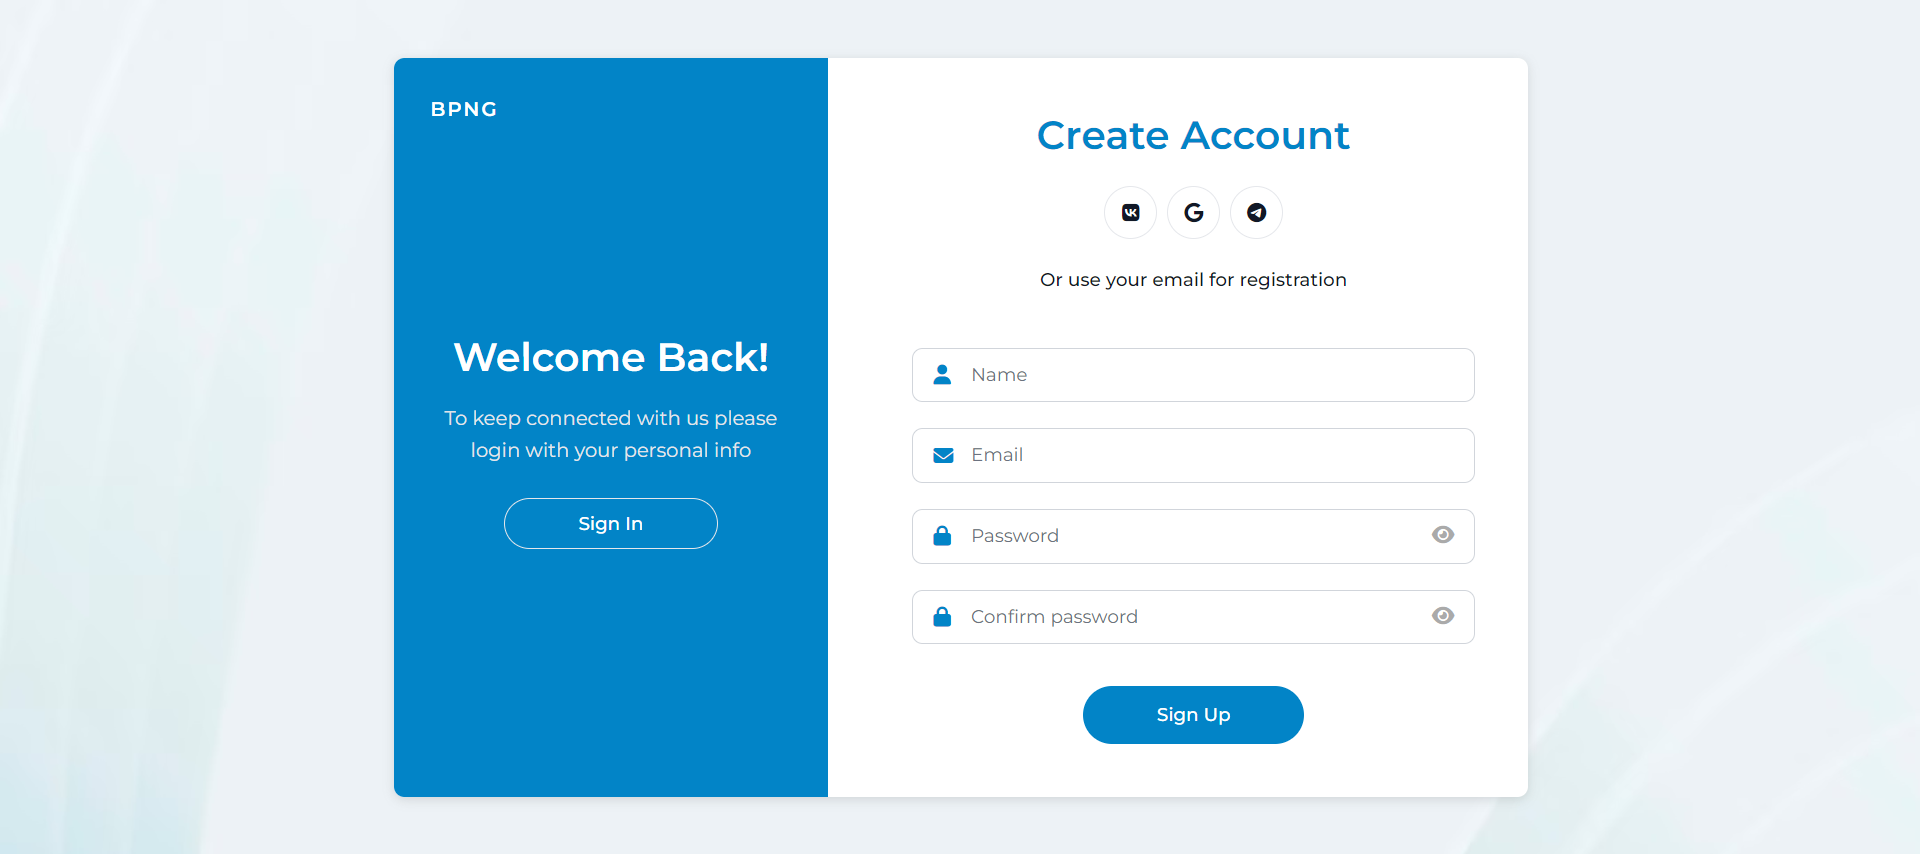 BPNG
Welcome Back!
To keep connected with us please
login with your personal info
Sign In
Create Account
Or use your email for registration
Name
Email
Password
Confirm password
Sign Up